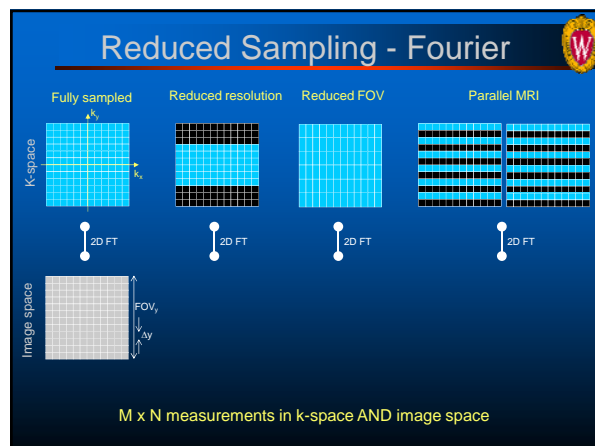 Reduced Sampling - Fourier
W
Fully sampled
Reduced resolution
Reduced FOV
Parallel MRI
K-space
ky
kx
2D FT
2D FT
2D FT
2D FT
Image space
FOVy
Δy
M x N measurements in k-space AND image space